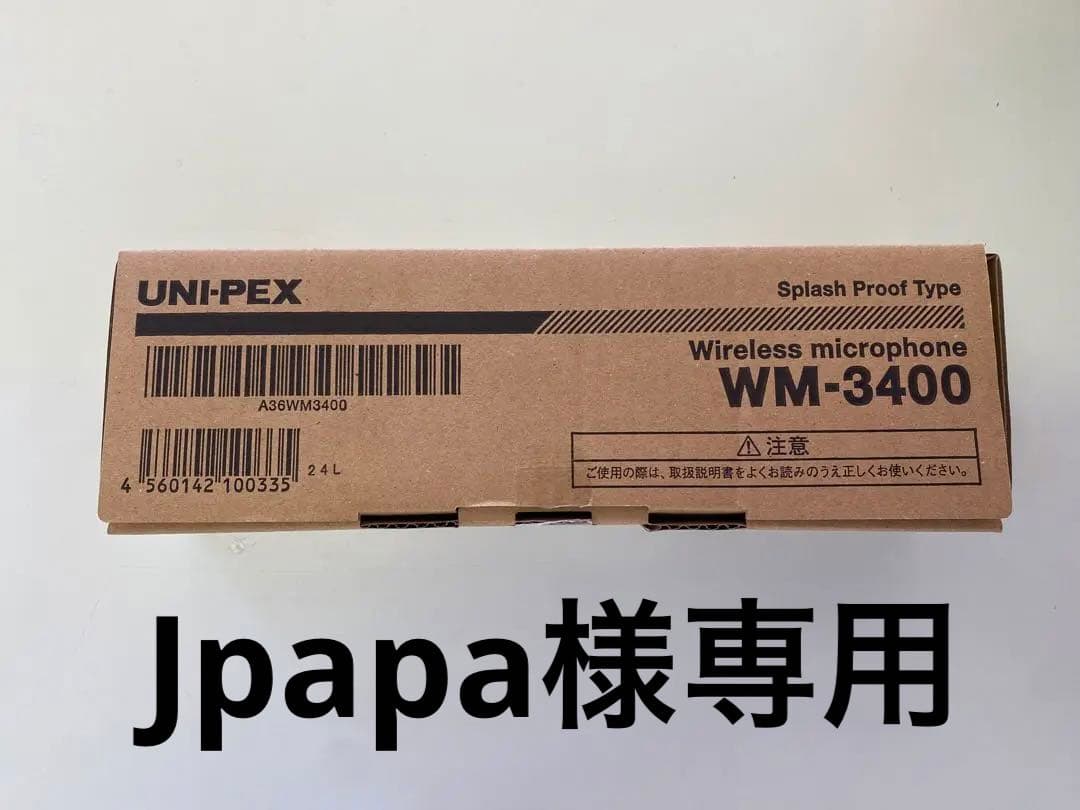 UNI-PEX
Splash Proof Type
Wireless microphone
WM-3400
A36WM3400
4 560142 100335
24L
⚠注意
ご使用の際は、取扱説明書をよくお読みのうえ正しくお使いください。
Jpapa様専用